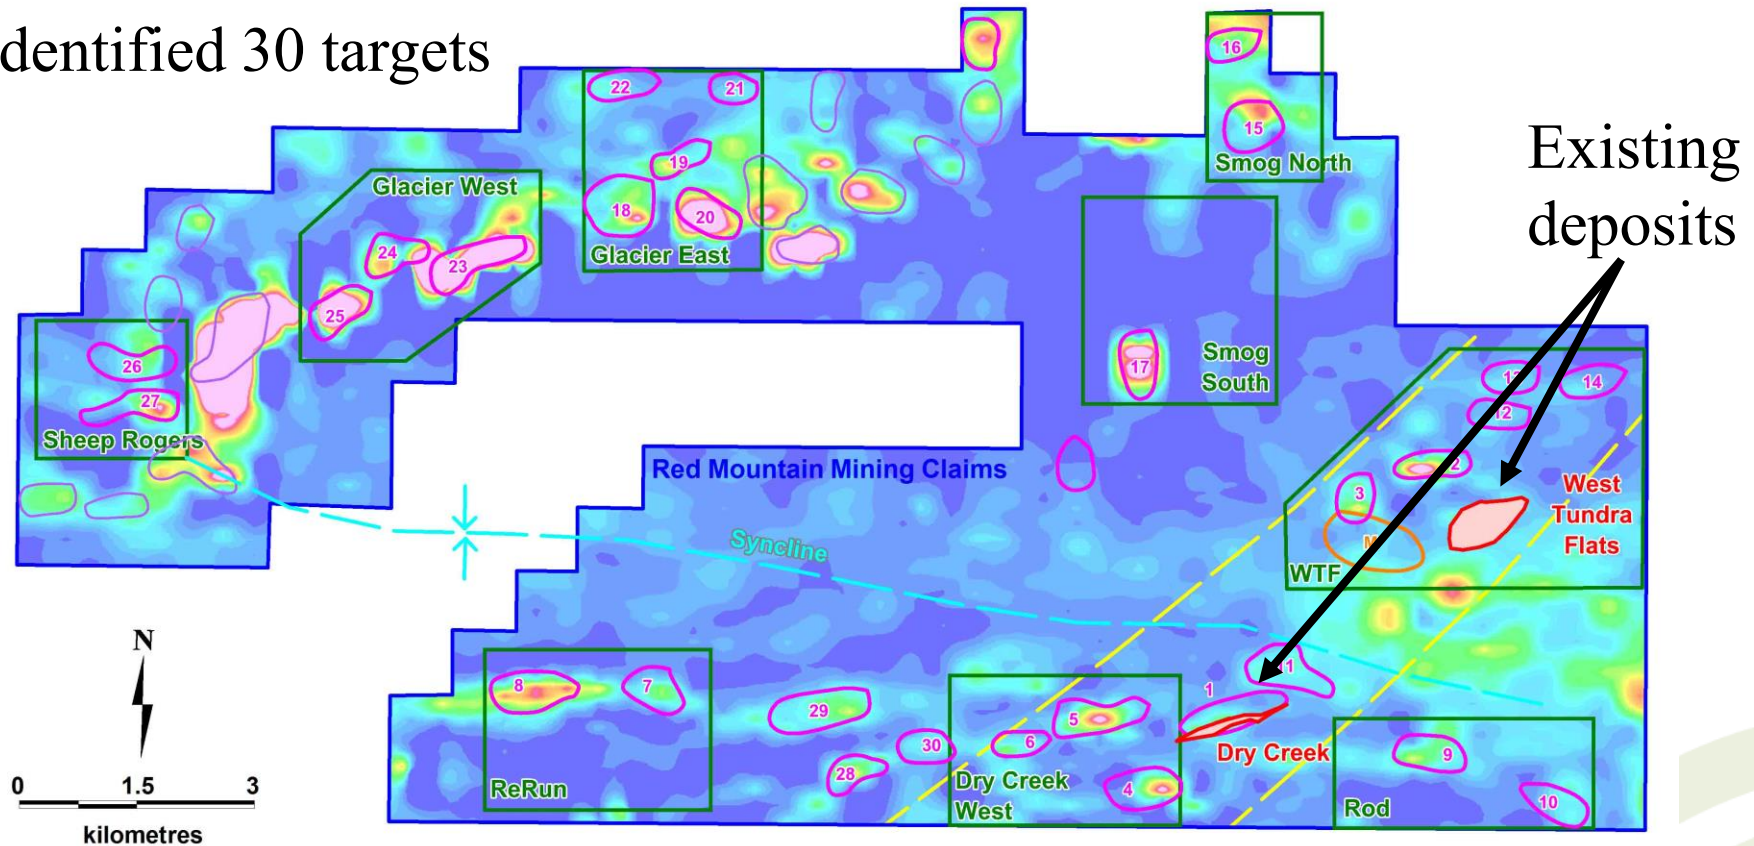 dentified 30 targets
16
22
21
Existing
deposits
15
19
Smog North
Glacier West
18
20
24
Glacier East
23
25
Smog
South
17
26
27
Sheep Rogers
13
14
12
Red Mountain Mining Claims
2
3
West
Tundra
Flats
Syncline
WTF
N
8
7
11
1
29
5
6
30
Dry Creek
9
28
4
ReRun
Dry Creek
West
Rod
10
0 1.5 3
kilometres